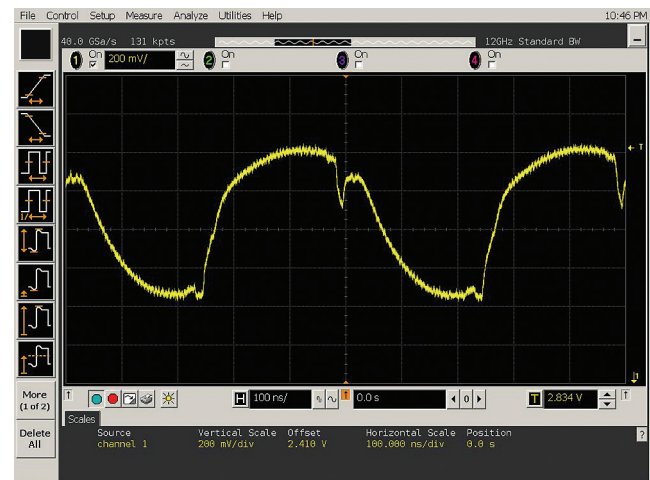 File Control Setup Measure Analyze Utilities Help 10:46 PM
40.0 GSa/s 131 kpts 12GHz Standard BW
1 On 200 mV/ 2 On 3 On 4 On
T
1/
More
(1 of 2)
Delete
All
1
T H 100 ns/ T 0.0 s 0 T 2.834 V T
Scales
Source Vertical Scale Offset Horizontal Scale Position ?
channel 1 200 mV/div 2.410 V 100.000 ns/div 0.0 s